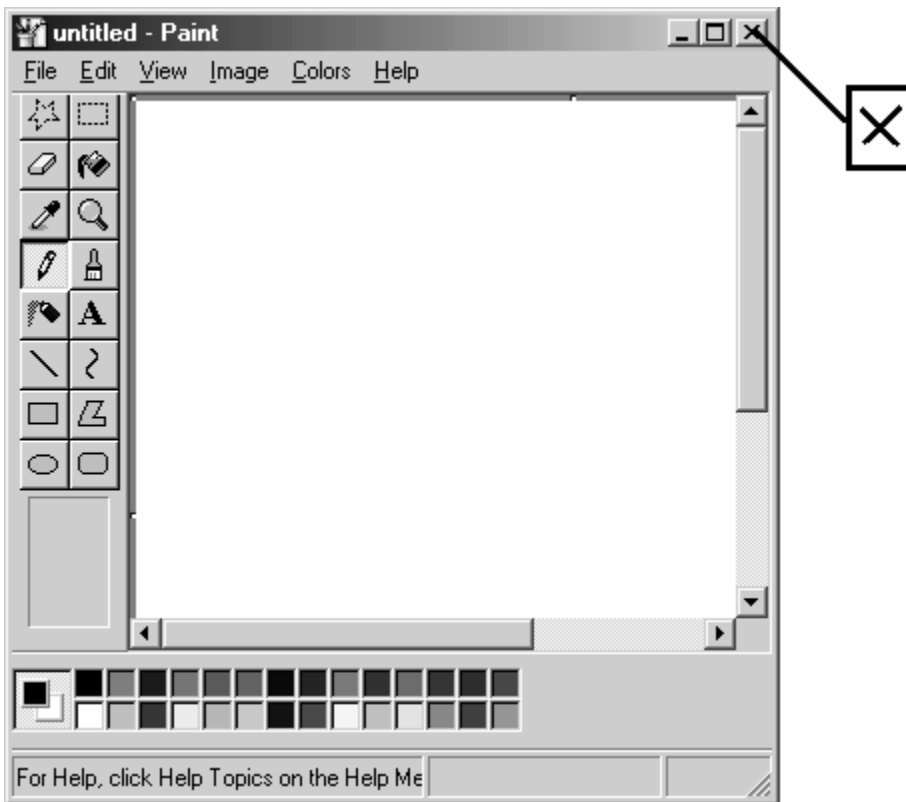 untitled - Paint
File Edit View Image Colors Help
A
For Help, click Help Topics on the Help Me